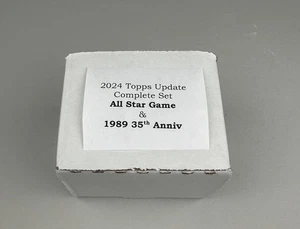 2024 Topps Update
Complete Set
All Star Game
&
1989 35th Anniv